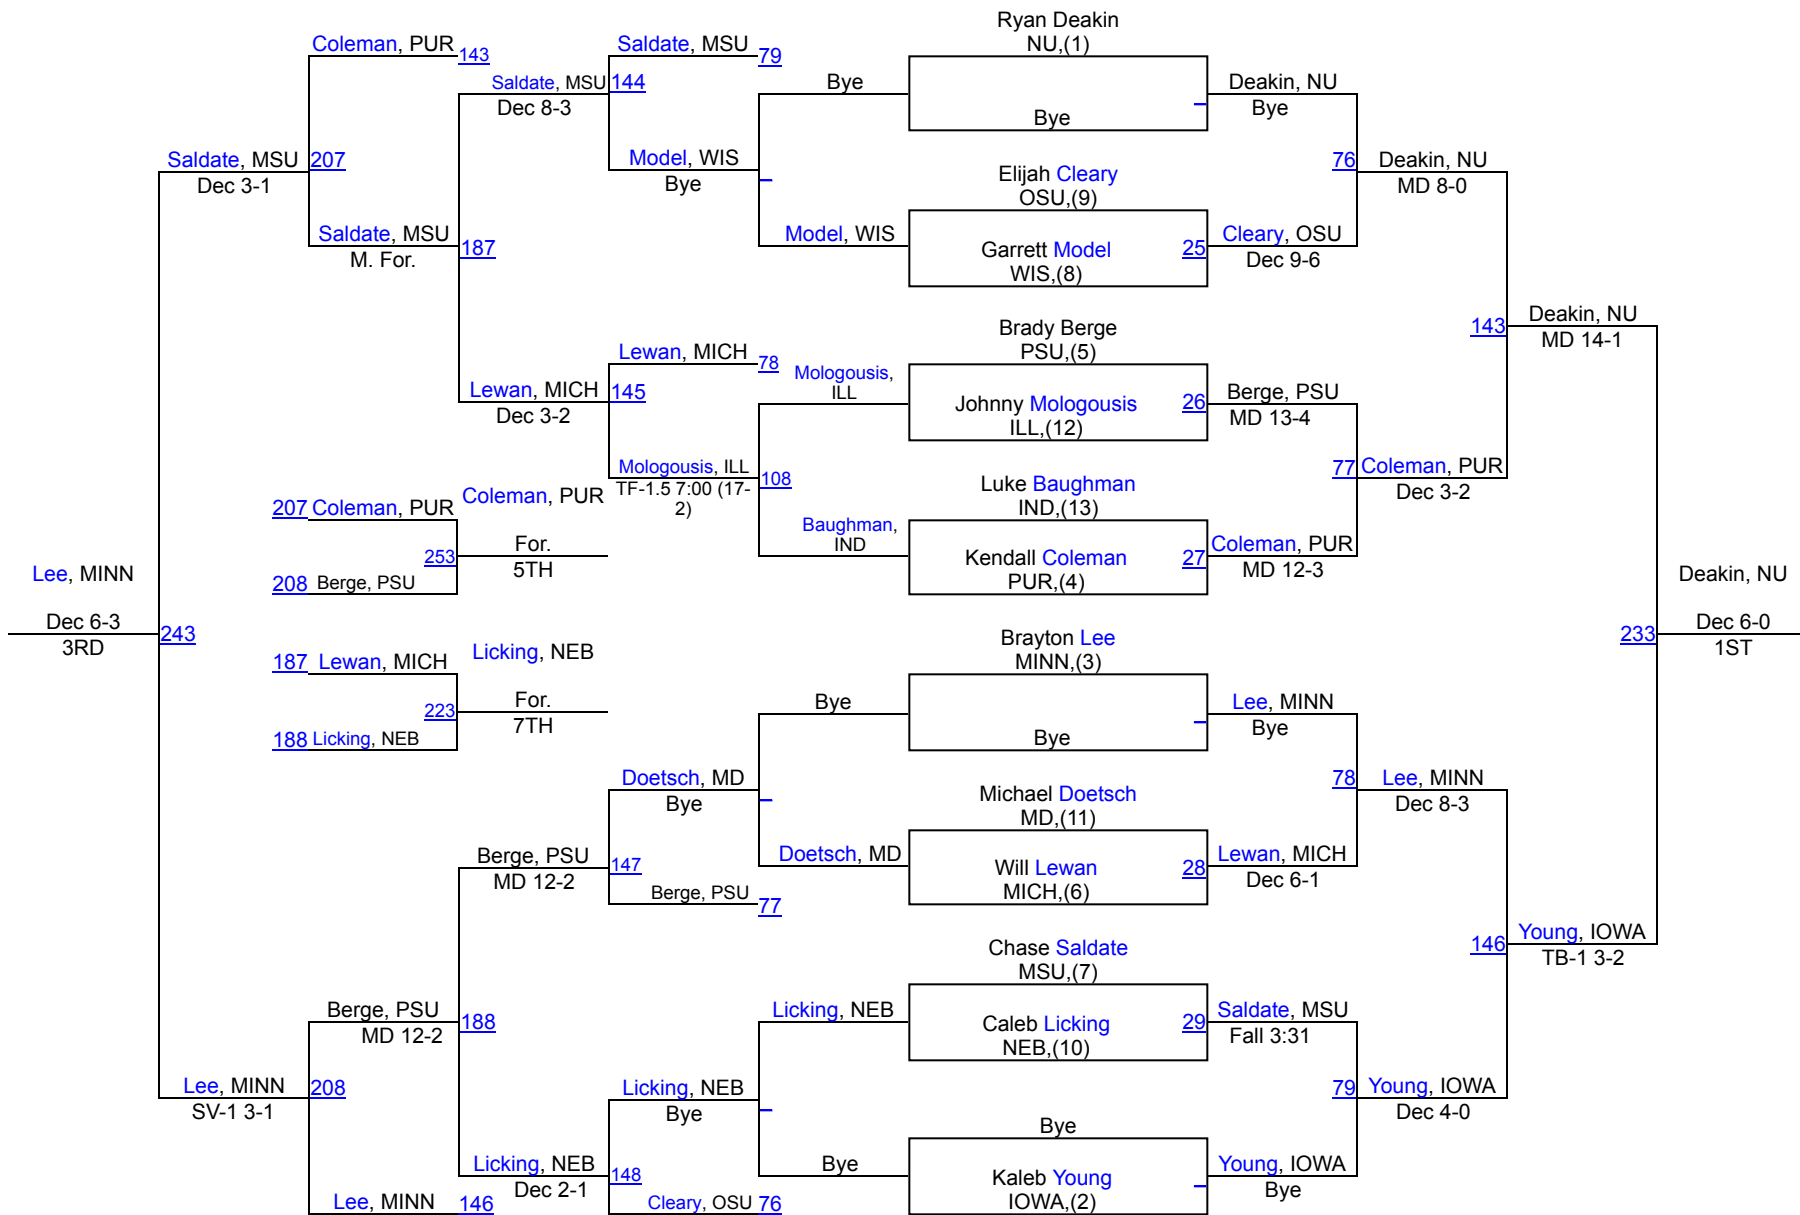 Ryan Deakin
NU,(1)
Bye
Elijah Cleary
OSU,(9)
Garrett Model
WIS,(8)
25
Brady Berge
PSU,(5)
Johnny Mologousis
ILL,(12)
26
Luke Baughman
IND,(13)
Kendall Coleman
PUR,(4)
27
Brayton Lee
MINN,(3)
Bye
Michael Doetsch
MD,(11)
Will Lewan
MICH,(6)
28
Chase Saldate
MSU,(7)
Caleb Licking
NEB,(10)
29
Bye
Kaleb Young
IOWA,(2)
Deakin, NU
Bye
76
Cleary, OSU
Dec 9-6
Berge, PSU
MD 13-4
77
Coleman, PUR
MD 12-3
Lee, MINN
Bye
78
Lewan, MICH
Dec 6-1
Saldate, MSU
Fall 3:31
79
Young, IOWA
Bye
Deakin, NU
MD 8-0
143
Coleman, PUR
Dec 3-2
Lee, MINN
Dec 8-3
146
Young, IOWA
Dec 4-0
Deakin, NU
MD 14-1
233
Young, IOWA
TB-1 3-2
Deakin, NU
Dec 6-0
1ST
Bye
Model, WIS
Mologousis,
ILL
108
Baughman,
IND
Bye
Doetsch, MD
Licking, NEB
Bye
Saldate, MSU
79
144
Model, WIS
Bye
Lewan, MICH
78
145
Mologousis, ILL
TF-1.5 7:00 (17-
2)
Doetsch, MD
Bye
147
Berge, PSU
77
Licking, NEB
Bye
148
Cleary, OSU
76
Saldate, MSU
Dec 8-3
187
Lewan, MICH
Dec 3-2
Berge, PSU
MD 12-2
188
Licking, NEB
Dec 2-1
Coleman, PUR
143
207
Saldate, MSU
M. For.
Berge, PSU
MD 12-2
208
Lee, MINN
146
Saldate, MSU
Dec 3-1
243
Lee, MINN
SV-1 3-1
Lee, MINN
Dec 6-3
3RD
207 Coleman, PUR
253
208 Berge, PSU
Coleman, PUR
For.
5TH
187 Lewan, MICH
223
188 Licking, NEB
Licking, NEB
For.
7TH